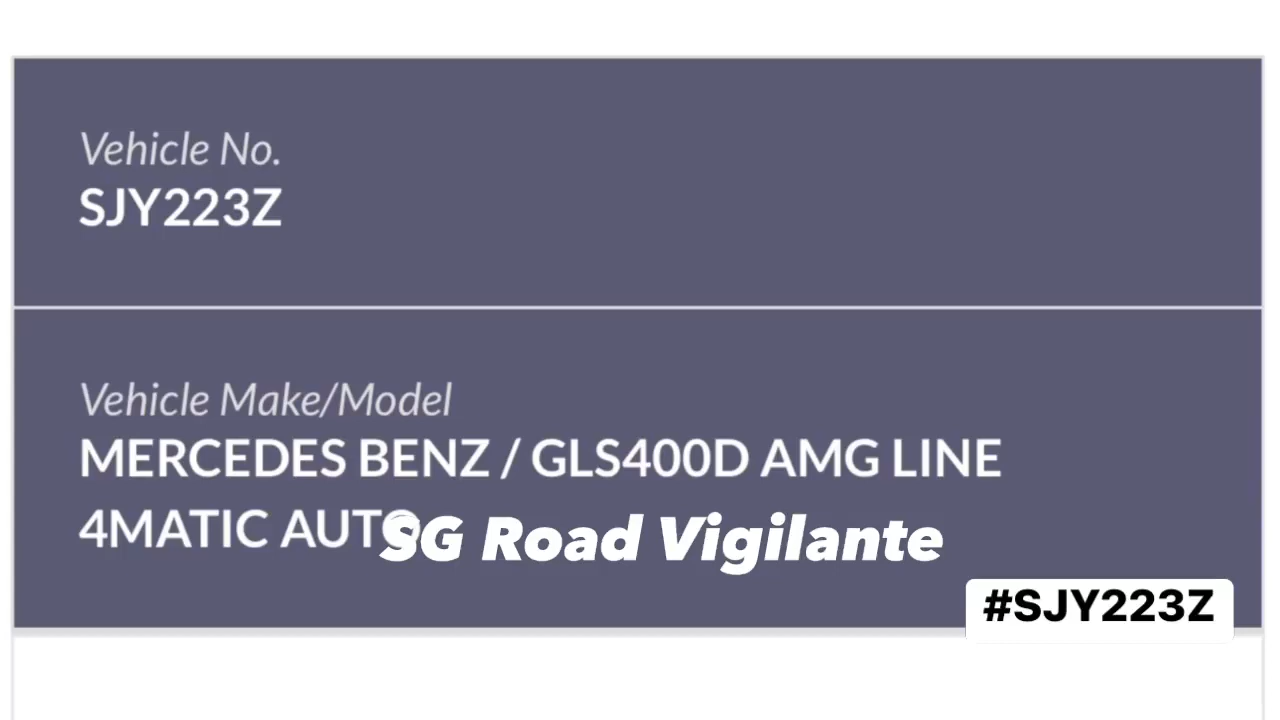 Vehicle No.
SJY223Z
Vehicle Make/Model
MERCEDES BENZ / GLS400D AMG LINE
4MATIC AUTO
SG Road Vigilante
#SJY223Z